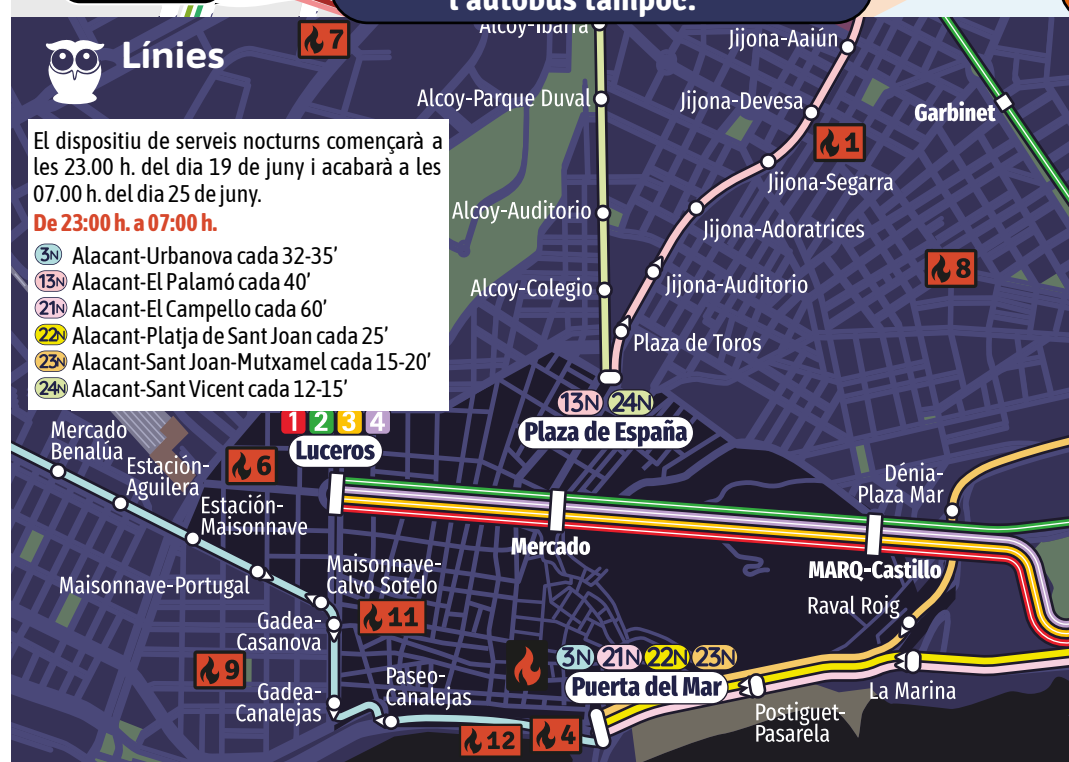 l'autobús tampoc.
Línies
El dispositiu de serveis nocturns començarà a
les 23.00 h. del dia 19 de juny i acabarà a les
07.00 h. del dia 25 de juny.
De 23:00 h. a 07:00 h.
3N Alacant-Urbanova cada 32-35’
13N Alacant-El Palamó cada 40’
21N Alacant-El Campello cada 60’
22N Alacant-Platja de Sant Joan cada 25’
23N Alacant-Sant Joan-Mutxamel cada 15-20’
24N Alacant-Sant Vicent cada 12-15’
7
Alcoy-Ibarra
Alcoy-Parque Duval
Alcoy-Auditorio
Alcoy-Colegio
Jijona-Aaiún
Jijona-Devesa
1
Jijona-Segarra
Jijona-Adoratrices
Jijona-Auditorio
Plaza de Toros
Garbinet
8
13N 24N
Plaza de España
1 2 3 4
Luceros
Mercado
MARQ-Castillo
Mercado
Benalúa
Estación-
Aguilera
6
Estación-
Maisonnave
Maisonnave-Portugal
Maisonnave-
Calvo Sotelo
11
Gadea-
Casanova
9
Gadea-
Canalejas
Paseo-
Canalejas
12
4
3N 21N 22N 23N
Puerta del Mar
Postiguet-
Pasarela
La Marina
Raval Roig
Dénia-
Plaza Mar